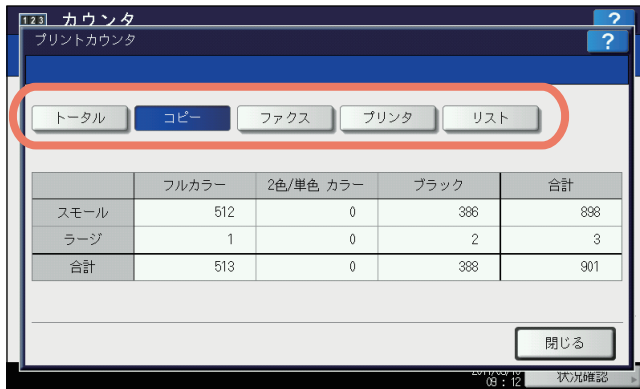 123 カウンタ ?
プリントカウンタ ?
トータル コピー ファクス プリンタ リスト
フルカラー 2色/単色 カラー ブラック 合計
スモール 512 0 386 898
ラージ 1 0 2 3
合計 513 0 388 901
閉じる
09 : 12 状況確認